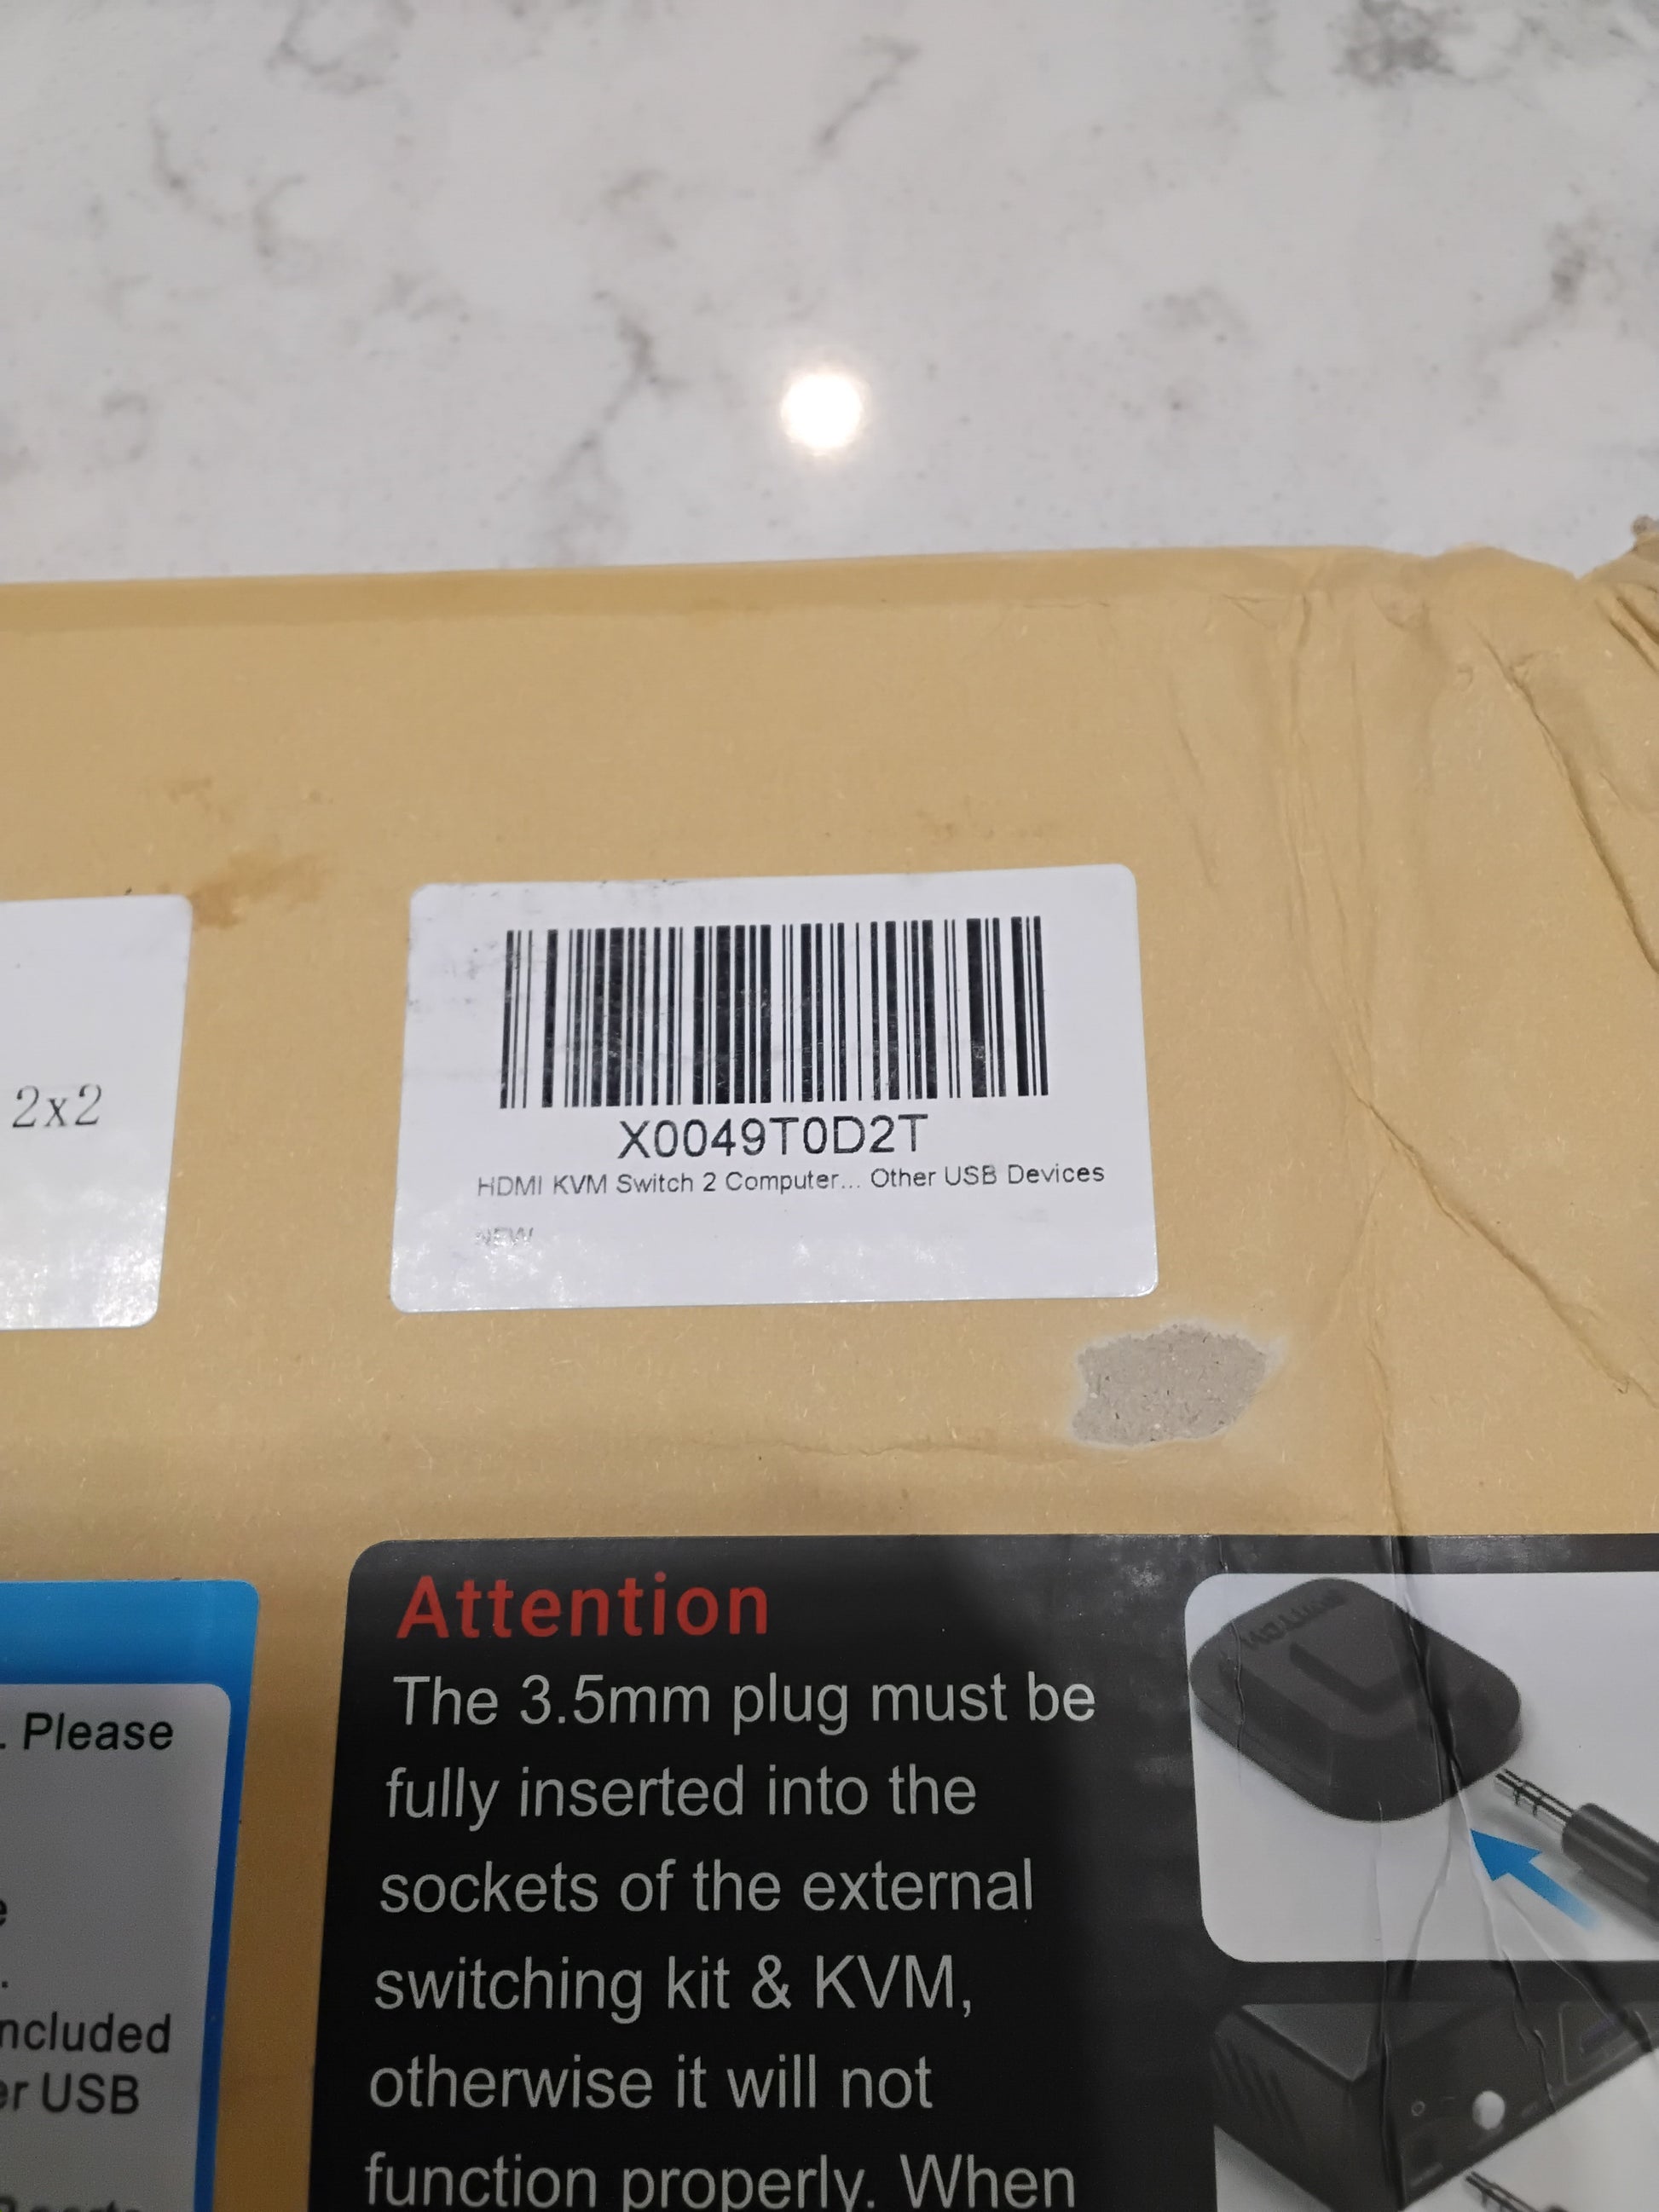 2x2
X0049T0D2T
HDMI KVM Switch 2 Computer... Other USB Devices
NEW
. Please
e
.
ncluded
er USB
Attention
The 3.5mm plug must be
fully inserted into the
sockets of the external
switching kit & KVM,
otherwise it will not
function properly. When